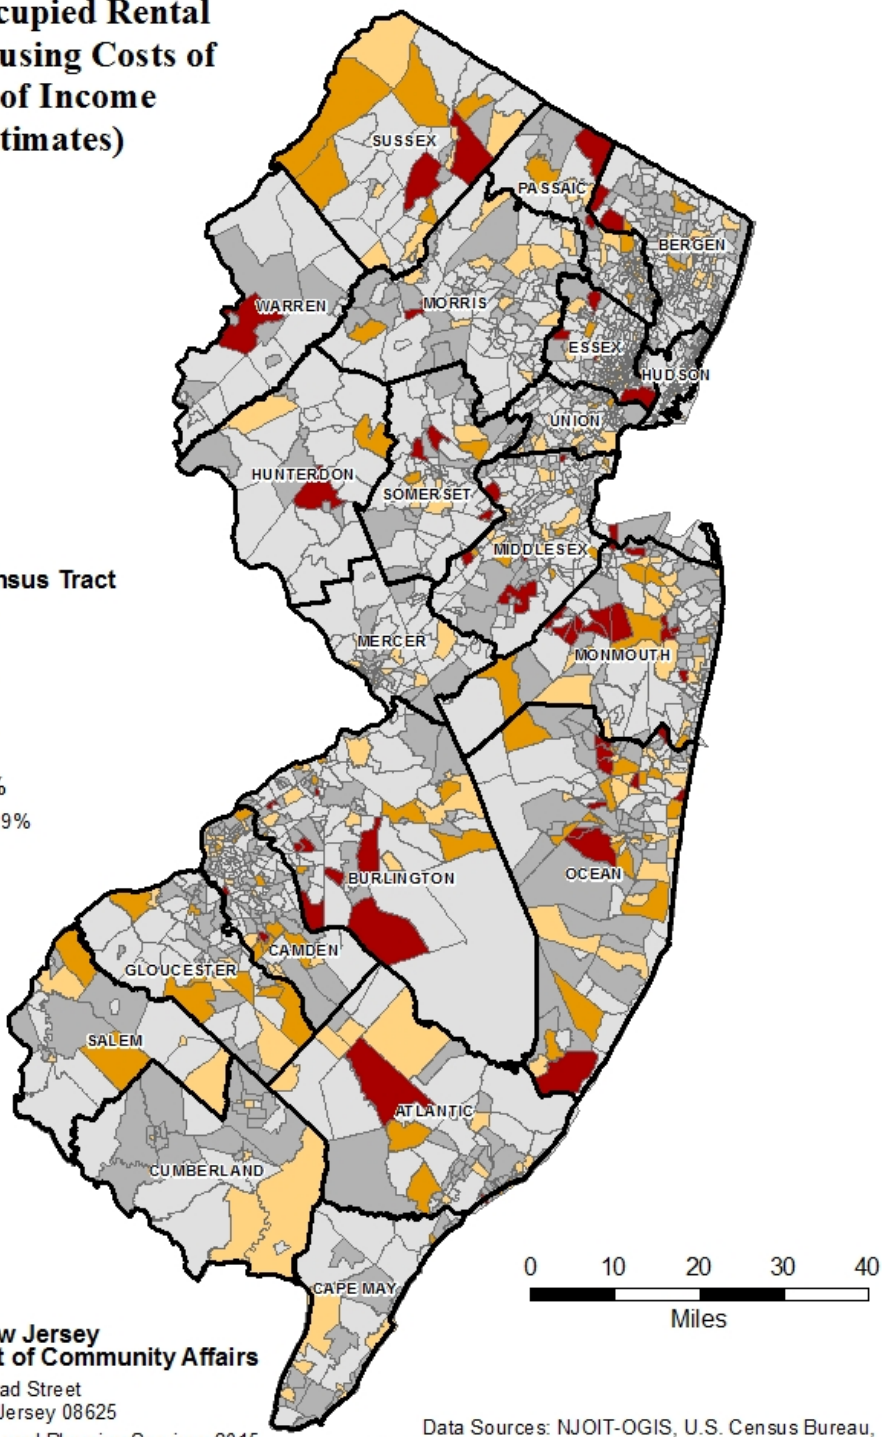 cupied Rental
using Costs of
of Income
timates)
SUSSEX
PASSAIC
BERGEN
WARREN
MORRIS
ESSEX
HUDSON
UNION
HUNTERDON
SOMERSET
MIDDLESEX
nsus Tract
MERCER
MONMOUTH
%
9%
BURLINGTON
OCEAN
CAMDEN
GLOUCESTER
SALEM
ATLANTIC
CUMBERLAND
0 10 20 30 40
Miles
CAPE MAY
w Jersey
t of Community Affairs
ad Street
Jersey 08625
Data Sources: NJOIT-OGIS, U.S. Census Bureau,